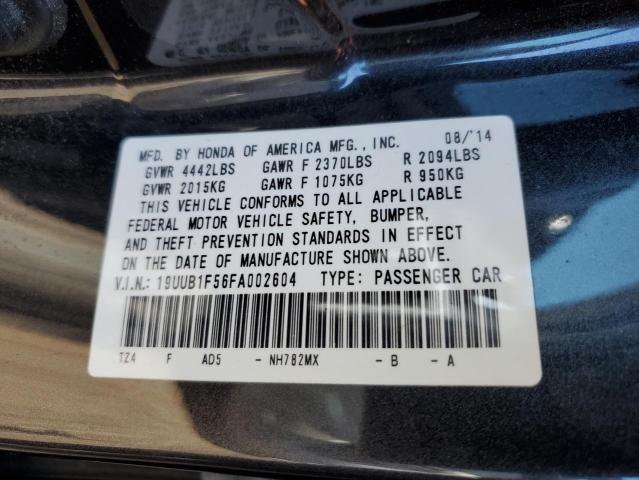 MFD. BY HONDA OF AMERICA MFG., INC. 08/'14
GVWR 4442LBS GAWR F 2370LBS R 2094LBS
GVWR 2015KG GAWR F 1075KG R 950KG
THIS VEHICLE CONFORMS TO ALL APPLICABLE
FEDERAL MOTOR VEHICLE SAFETY, BUMPER,
AND THEFT PREVENTION STANDARDS IN EFFECT
ON THE DATE OF MANUFACTURE SHOWN ABOVE.
V.I.N.: 19UUB1F56FA002604 TYPE: PASSENGER CAR
TZ4 F AD5 - NH782MX - B - A